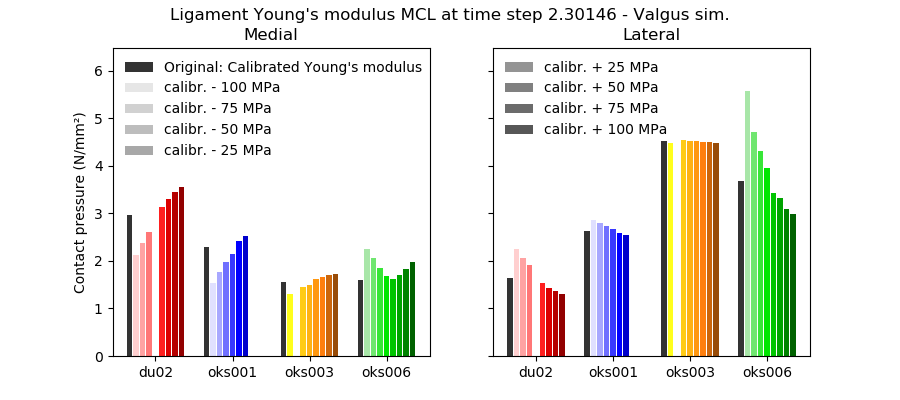 Ligament Young's modulus MCL at time step 2.30146 - Valgus sim.
Medial
Lateral
Contact pressure (N/mm²)
6
5
4
3
2
1
0
Original: Calibrated Young's modulus
calibr. - 100 MPa
calibr. - 75 MPa
calibr. - 50 MPa
calibr. - 25 MPa
du02 oks001 oks003 oks006
calibr. + 25 MPa
calibr. + 50 MPa
calibr. + 75 MPa
calibr. + 100 MPa
du02 oks001 oks003 oks006